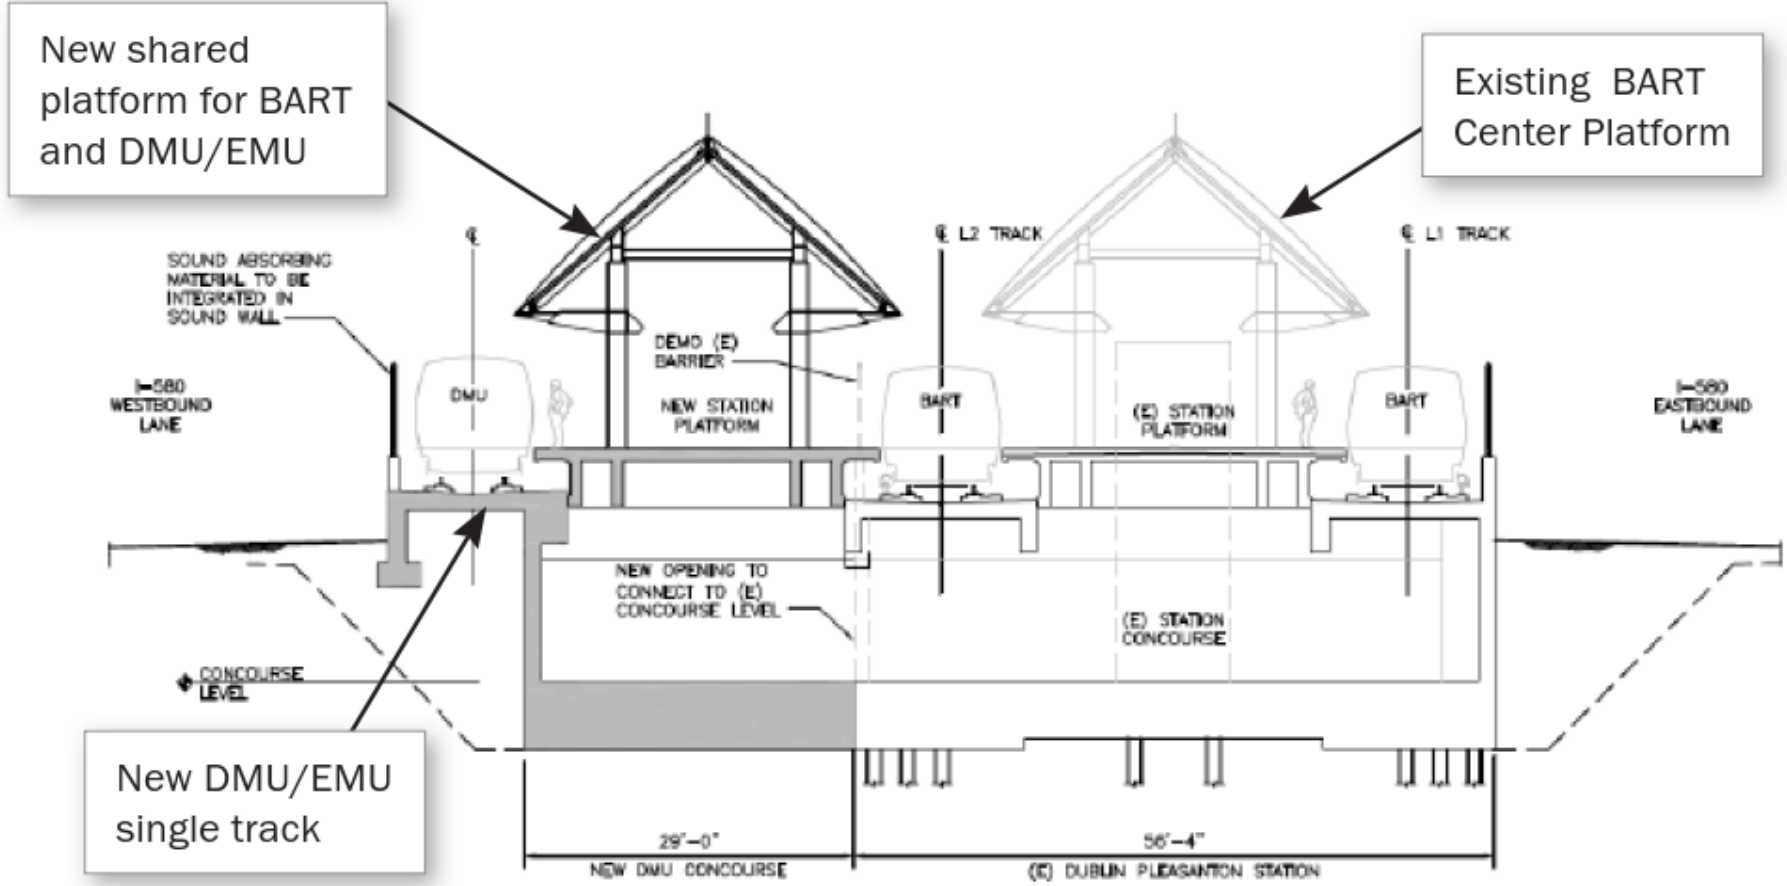 New shared
platform for BART
and DMU/EMU
Existing BART
Center Platform
SOUND ABSORBING
MATERIAL TO BE
INTEGRATED IN
SOUND WALL
℄
℄ L2 TRACK
℄ L1 TRACK
DEMO (E)
BARRIER
I-580
WESTBOUND
LANE
DMU
NEW STATION
PLATFORM
BART
(E) STATION
PLATFORM
BART
I-580
EASTBOUND
LANE
NEW OPENING TO
CONNECT TO (E)
CONCOURSE LEVEL
(E) STATION
CONCOURSE
CONCOURSE
LEVEL
New DMU/EMU
single track
29'-0"
NEW DMU CONCOURSE
56'-4"
(E) DUBLIN PLEASANTON STATION